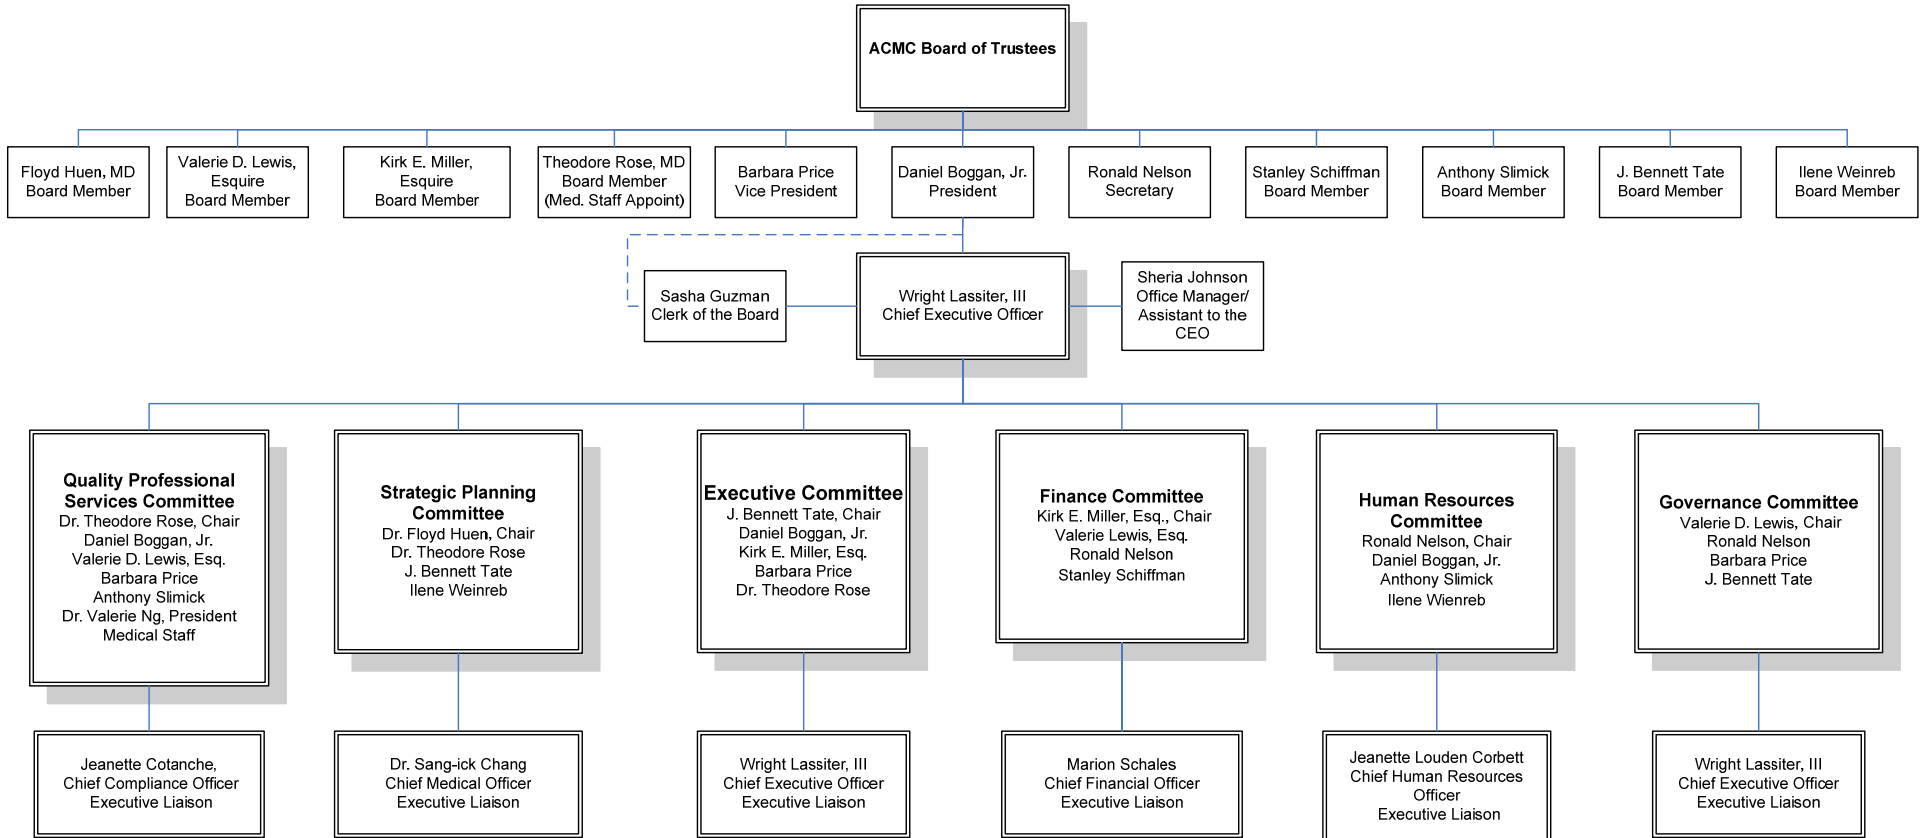 ACMC Board of Trustees
Floyd Huen, MD
Board Member
Valerie D. Lewis,
Esquire
Board Member
Kirk E. Miller,
Esquire
Board Member
Theodore Rose, MD
Board Member
(Med. Staff Appoint)
Barbara Price
Vice President
Daniel Boggan, Jr.
President
Ronald Nelson
Secretary
Stanley Schiffman
Board Member
Anthony Slimick
Board Member
J. Bennett Tate
Board Member
Ilene Weinreb
Board Member
Sasha Guzman
Clerk of the Board
Wright Lassiter, III
Chief Executive Officer
Sheria Johnson
Office Manager/
Assistant to the
CEO
Quality Professional
Services Committee
Dr. Theodore Rose, Chair
Daniel Boggan, Jr.
Valerie D. Lewis, Esq.
Barbara Price
Anthony Slimick
Dr. Valerie Ng, President
Medical Staff
Strategic Planning
Committee
Dr. Floyd Huen, Chair
Dr. Theodore Rose
J. Bennett Tate
Ilene Weinreb
Executive Committee
J. Bennett Tate, Chair
Daniel Boggan, Jr.
Kirk E. Miller, Esq.
Barbara Price
Dr. Theodore Rose
Finance Committee
Kirk E. Miller, Esq., Chair
Valerie Lewis, Esq.
Ronald Nelson
Stanley Schiffman
Human Resources
Committee
Ronald Nelson, Chair
Daniel Boggan, Jr.
Anthony Slimick
Ilene Wienreb
Governance Committee
Valerie D. Lewis, Chair
Ronald Nelson
Barbara Price
J. Bennett Tate
Jeanette Cotanche,
Chief Compliance Officer
Executive Liaison
Dr. Sang-ick Chang
Chief Medical Officer
Executive Liaison
Wright Lassiter, III
Chief Executive Officer
Executive Liaison
Marion Schales
Chief Financial Officer
Executive Liaison
Jeanette Louden Corbett
Chief Human Resources
Officer
Executive Liaison
Wright Lassiter, III
Chief Executive Officer
Executive Liaison